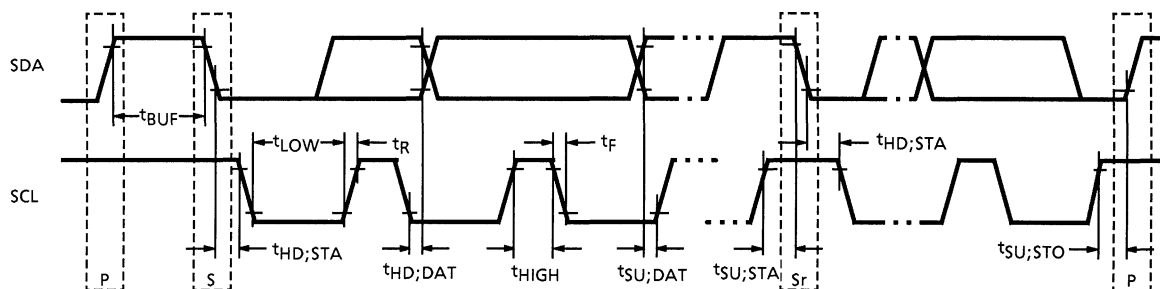 SDA
tBUF
tLOW
tR
tF
tHD;STA
SCL
tHD;STA
tHD;DAT
tHIGH
tSU;DAT
tSU;STA
tSU;STO
P
S
Sr
P